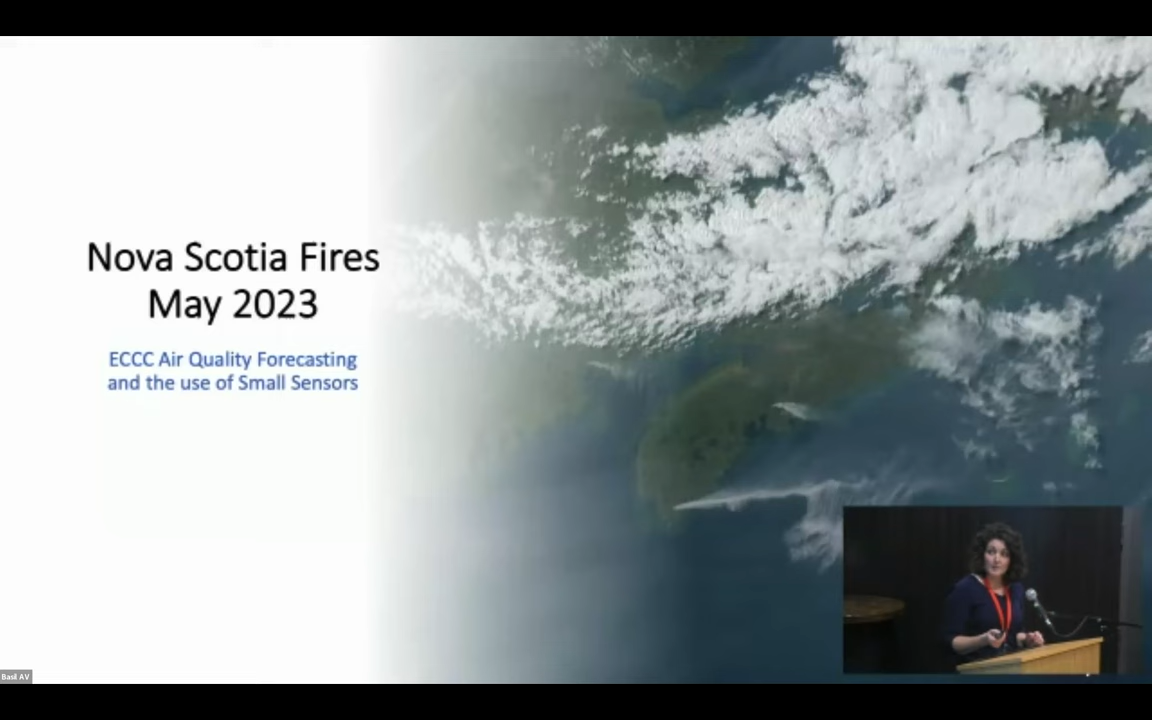 Nova Scotia Fires
May 2023
ECCC Air Quality Forecasting
and the use of Small Sensors
Basil AV